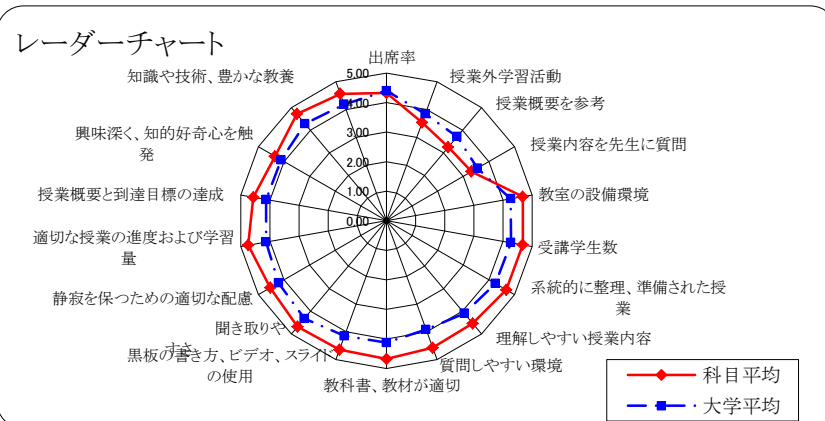 レーダーチャート
出席率
授業外学習活動
授業概要を参考
授業内容を先生に質問
教室の設備環境
受講学生数
系統的に整理、準備された授
業
理解しやすい授業内容
質問しやすい環境
教科書、教材が適切
黒板の書き方、ビデオ、スライド
の使用
聞き取りや
すさ
静寂を保つための適切な配慮
適切な授業の進度および学習
量
授業概要と到達目標の達成
興味深く、知的好奇心を触
発
知識や技術、豊かな教養
5.00
4.00
3.00
2.00
1.00
0.00
科目平均
大学平均